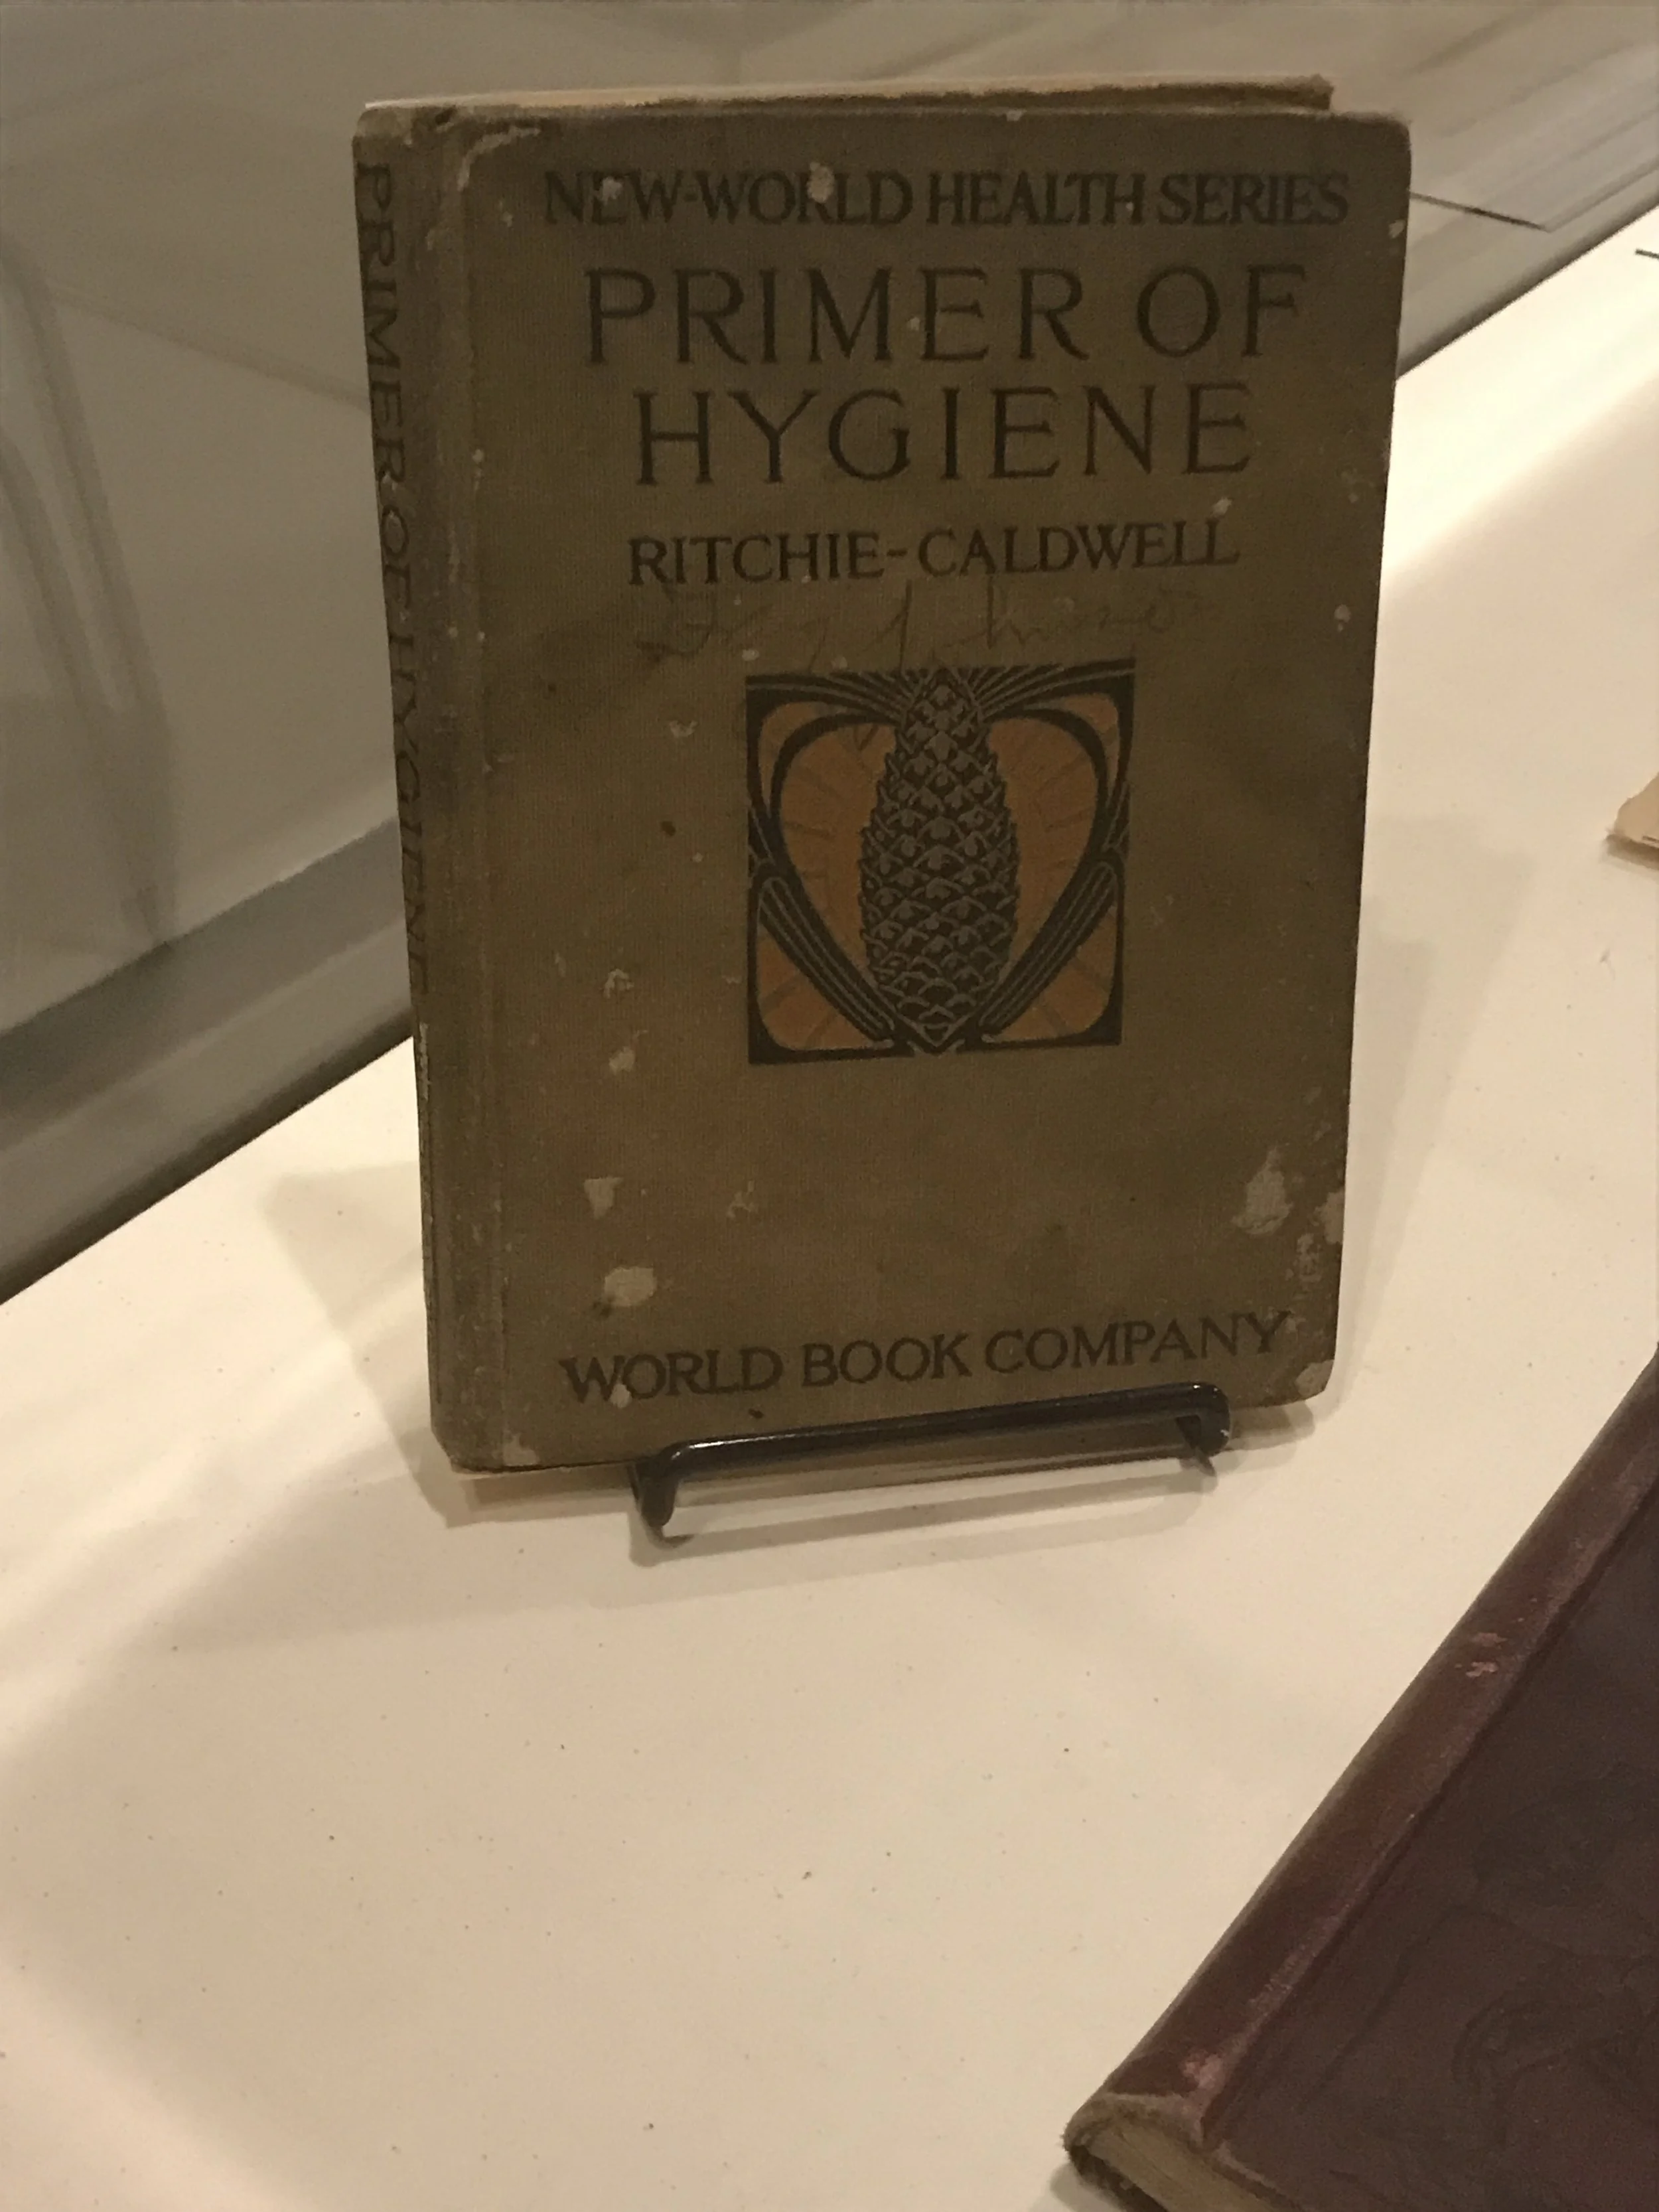 NEW-WORLD HEALTH SERIES
PRIMER OF
HYGIENE
RITCHIE-CALDWELL
WORLD BOOK COMPANY
PRIMER OF HYGIENE